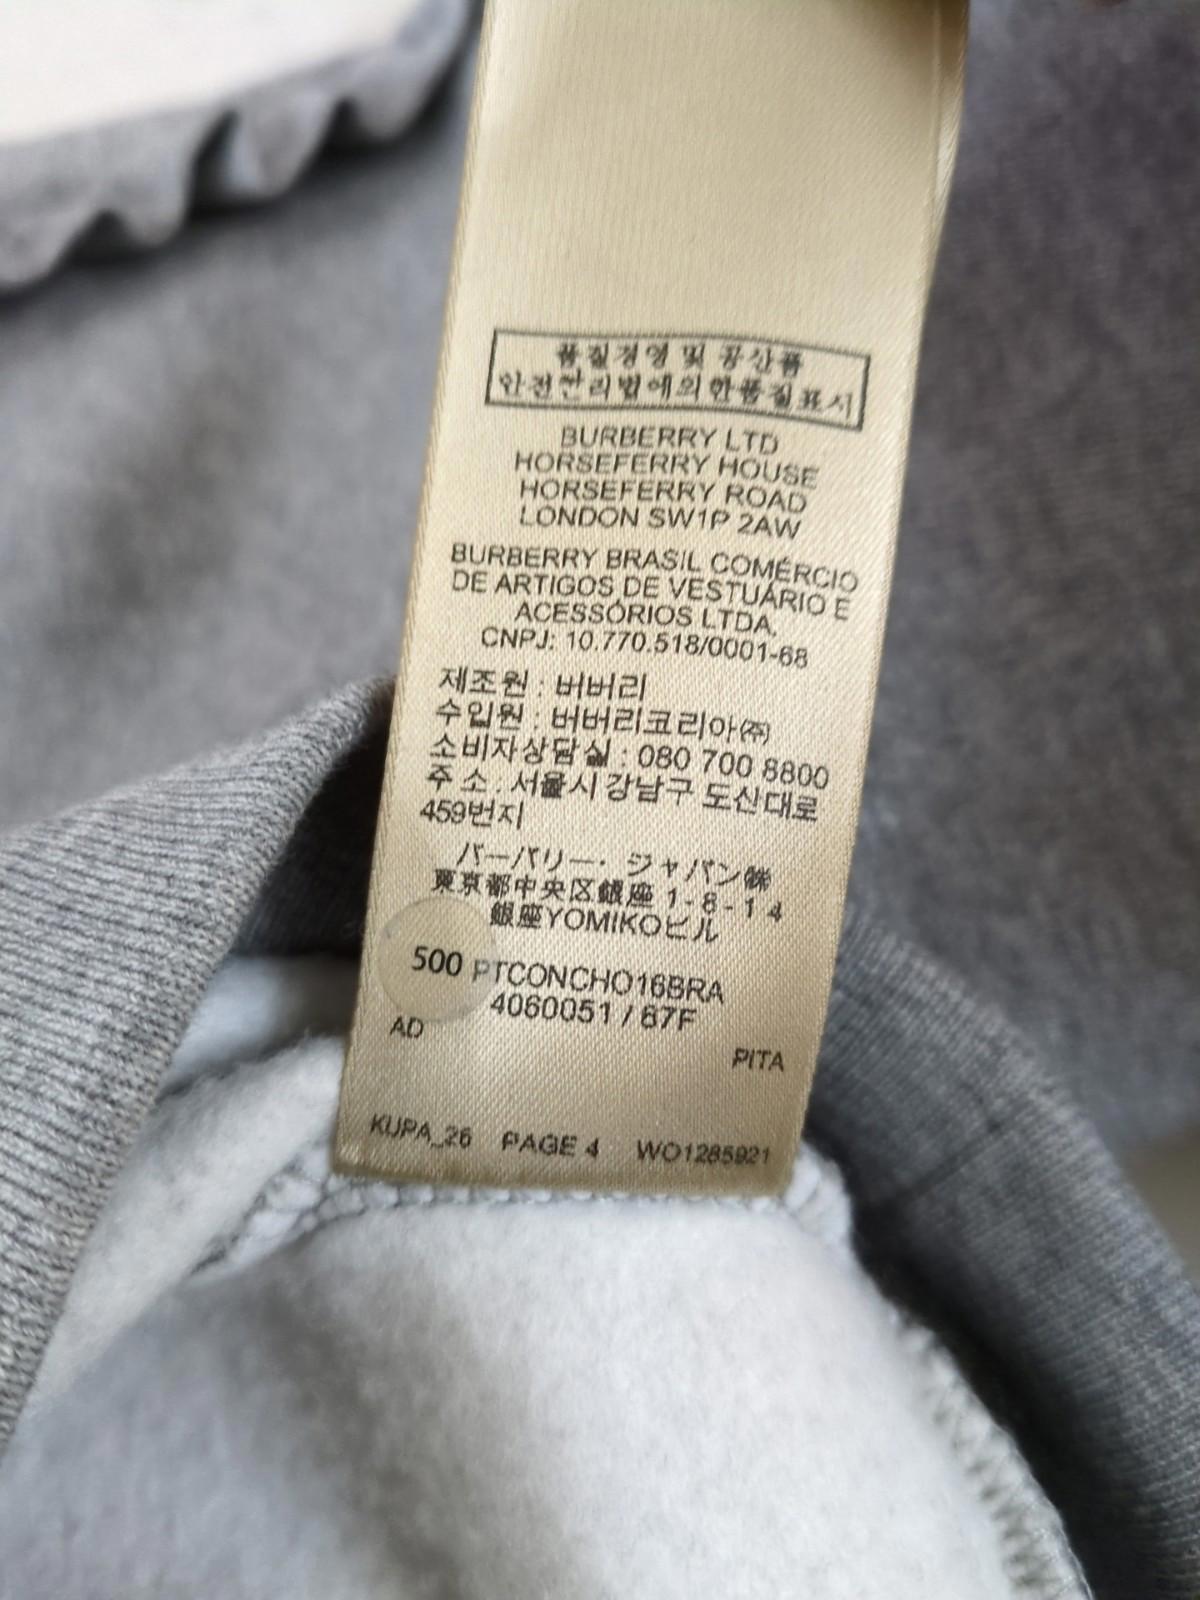 품질경영 및 공산품
안전관리법에의한품질표시
BURBERRY LTD
HORSEFERRY HOUSE
HORSEFERRY ROAD
LONDON SW1P 2AW
BURBERRY BRASIL COMÉRCIO
DE ARTIGOS DE VESTUÁRIO E
ACESSÓRIOS LTDA.
CNPJ: 10.770.518/0001-68
제조원 : 버버리
수입원 : 버버리코리아㈜
소비자상담실 : 080 700 8800
주 소 : 서울시 강남구 도산대로
459번지
バーバリー・ジャパン㈱
東京都中央区銀座 1-8-14
銀座YOMIKOビル
500 PTCONCHO16BRA
4060051 / 67F
AD
PITA
KUPA_26 PAGE 4 WO1285921